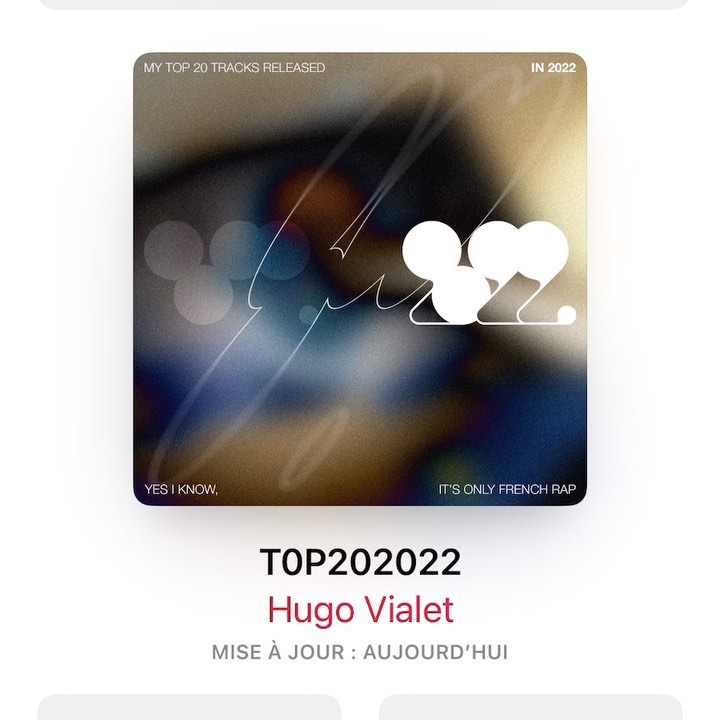 MY TOP 20 TRACKS RELEASED IN 2022
YES I KNOW, IT'S ONLY FRENCH RAP
T0P202022
Hugo Vialet
MISE À JOUR : AUJOURD'HUI